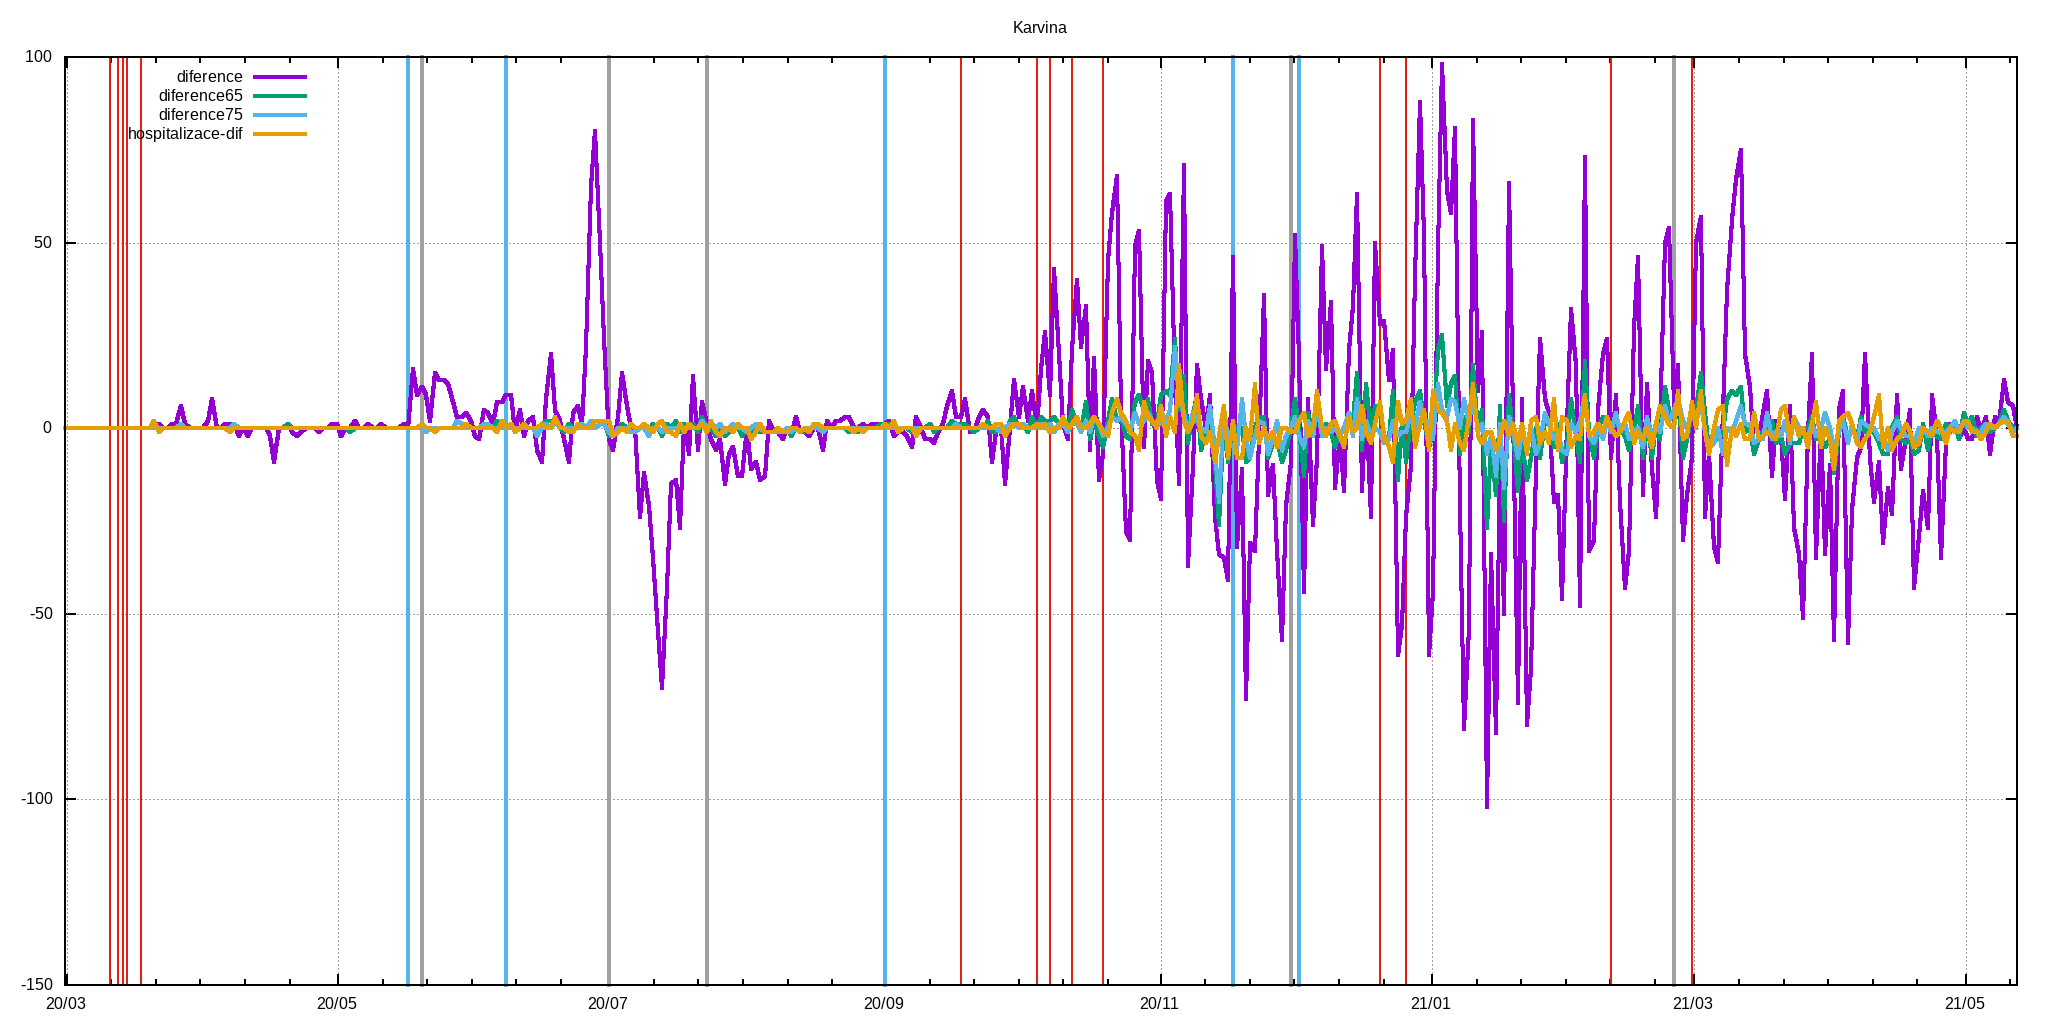 Karvina
100
50
0
-50
-100
-150
diference
diference65
diference75
hospitalizace-dif
20/03 20/05 20/07 20/09 20/11 21/01 21/03 21/05